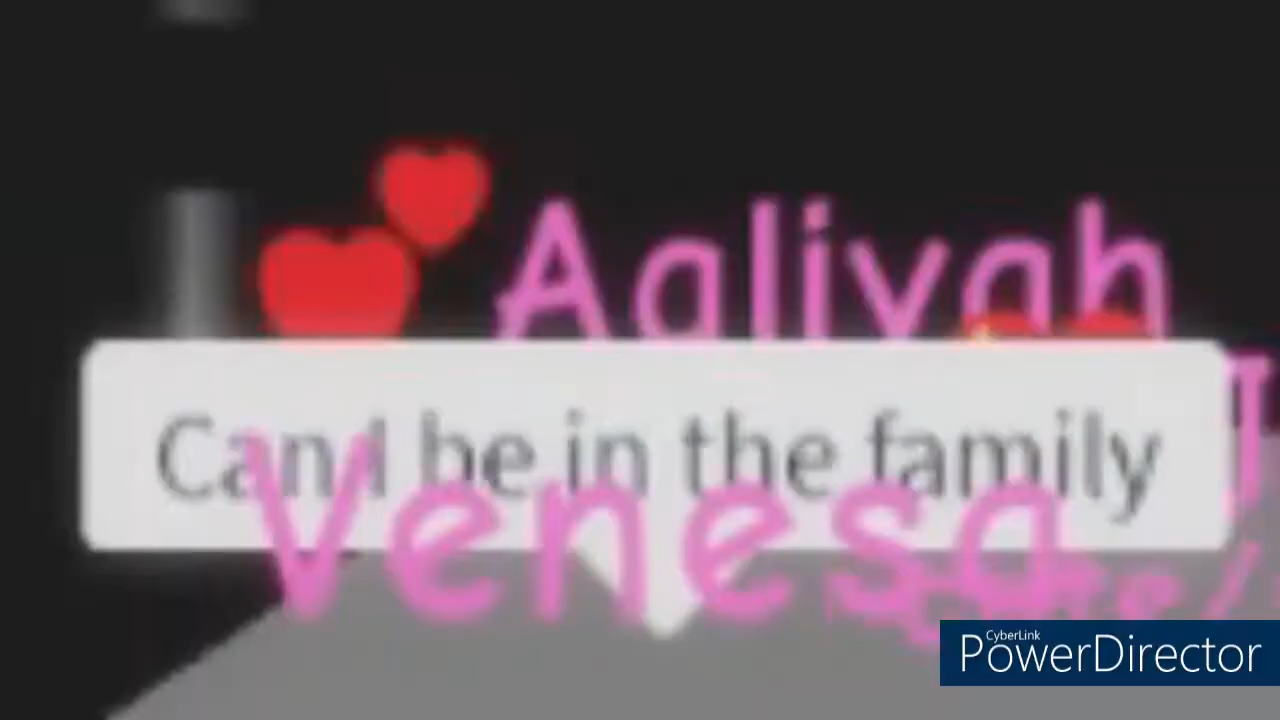 Aaliyah
Can I be in the family
Venesa
CyberLink
PowerDirector